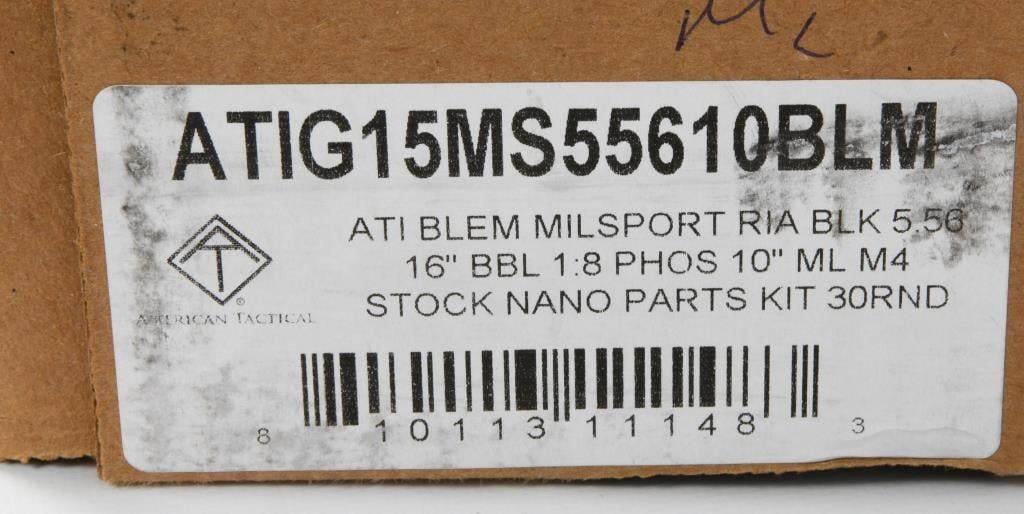 ATIG15MS55610BLM
ATI BLEM MILSPORT RIA BLK 5.56
16" BBL 1:8 PHOS 10" ML M4
STOCK NANO PARTS KIT 30RND
®
AMERICAN TACTICAL
8 10113 11148 3